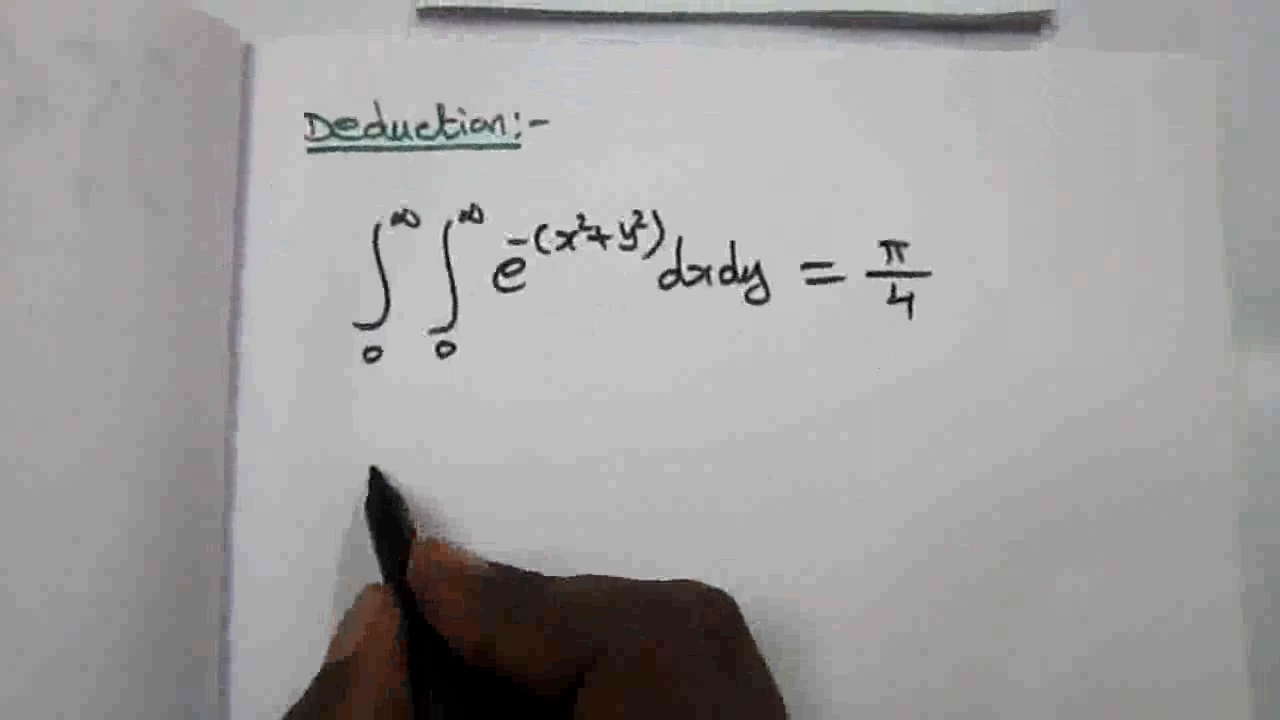 Deduction:-
∫₀^∞ ∫₀^∞ e^-(x²+y²) dxdy = π/4